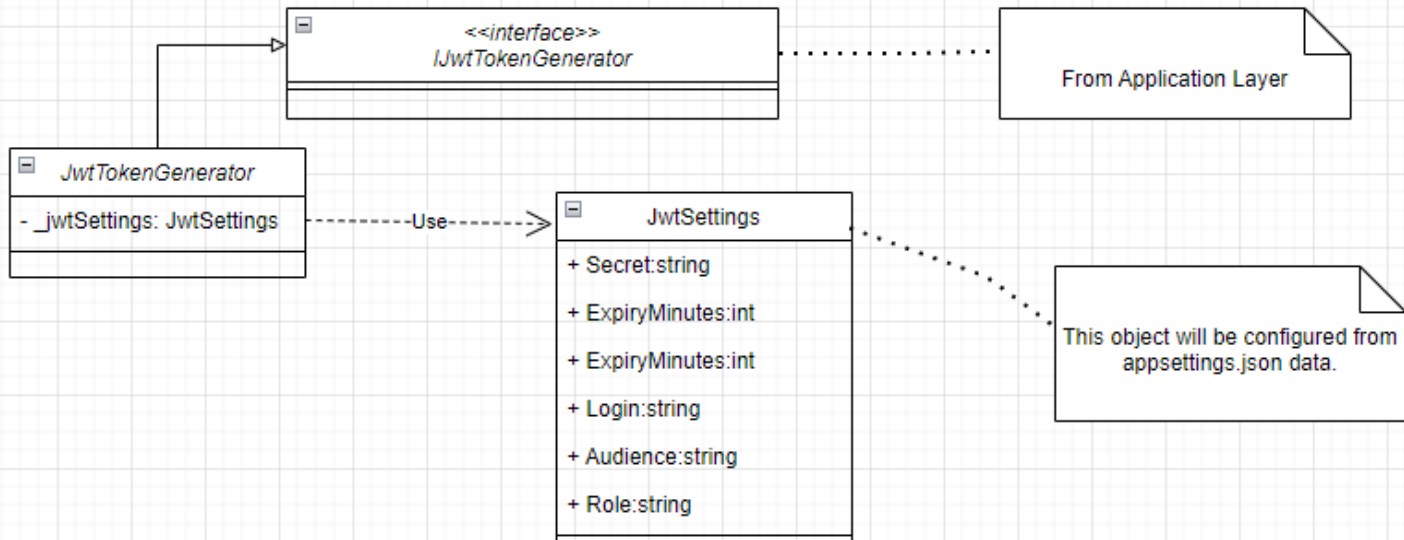 <<interface>>
IJwtTokenGenerator
From Application Layer
JwtTokenGenerator
- _jwtSettings: JwtSettings
Use
JwtSettings
+ Secret:string
+ ExpiryMinutes:int
+ ExpiryMinutes:int
+ Login:string
+ Audience:string
+ Role:string
This object will be configured from
appsettings.json data.